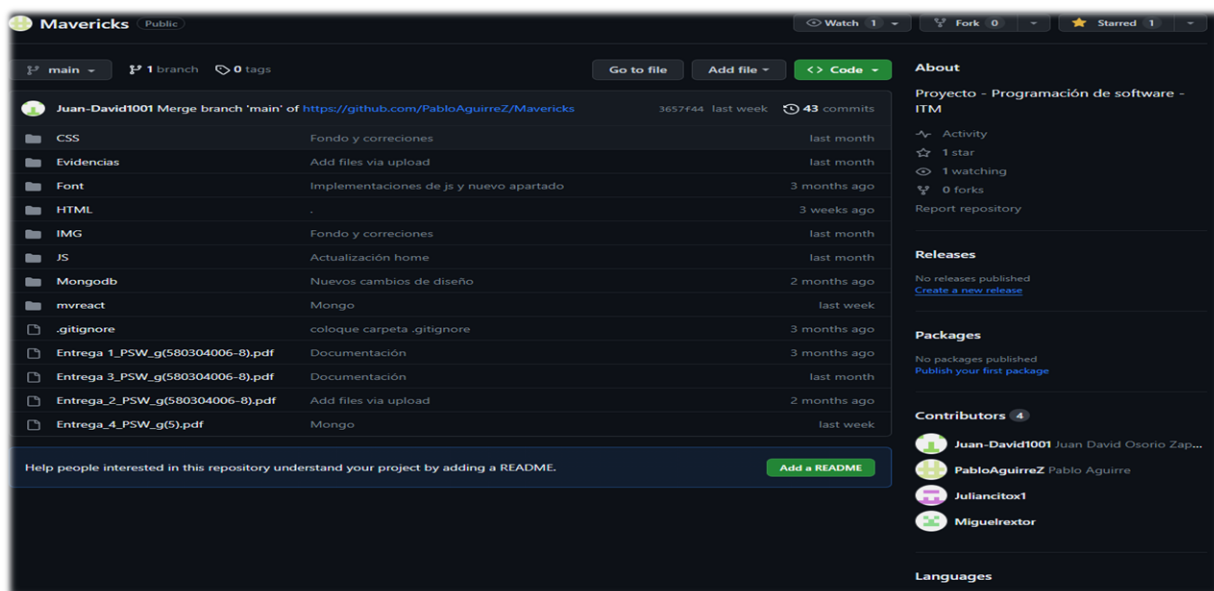 Mavericks Public Watch 1 Fork 0 Starred 1
main 1 branch 0 tags Go to file Add file <> Code
Juan-David1001 Merge branch 'main' of https://github.com/PabloAguirreZ/Mavericks 3657f44 last week 43 commits
CSS Fondo y correciones last month
Evidencias Add files via upload last month
Font Implementaciones de js y nuevo apartado 3 months ago
HTML . 3 weeks ago
IMG Fondo y correciones last month
JS Actualización home last month
Mongodb Nuevos cambios de diseño 2 months ago
mvreact Mongo last week
.gitignore coloque carpeta .gitignore 3 months ago
Entrega 1_PSW_g(580304006-8).pdf Documentación 3 months ago
Entrega 3_PSW_g(580304006-8).pdf Documentación last month
Entrega_2_PSW_g(580304006-8).pdf Add files via upload 2 months ago
Entrega_4_PSW_g(5).pdf Mongo last week
Help people interested in this repository understand your project by adding a README. Add a README
About
Proyecto - Programación de software -
ITM
Activity
1 star
1 watching
0 forks
Report repository
Releases
No releases published
Create a new release
Packages
No packages published
Publish your first package
Contributors 4
Juan-David1001 Juan David Osorio Zap...
PabloAguirreZ Pablo Aguirre
Juliancitox1
Miguelrextor
Languages